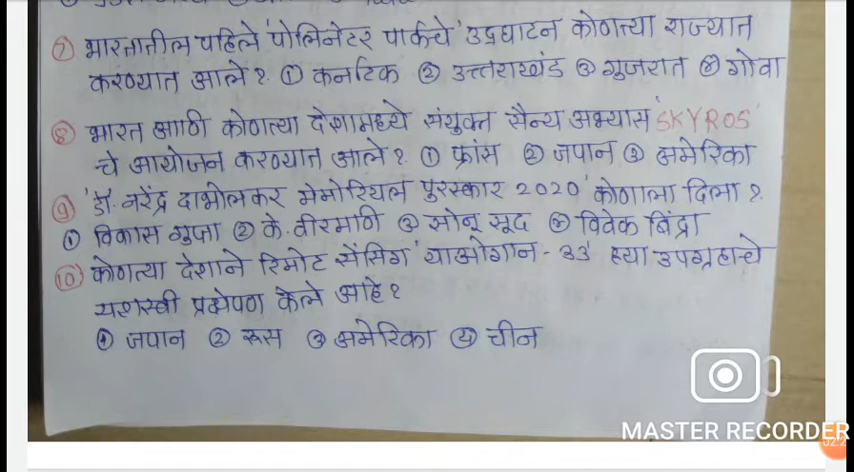 ⑦ भारतातील पहिले 'पोलिनेटर पार्कचे' उद्घाटन कोणत्या राज्यात
करण्यात आले? ① कर्नाटक ② उत्तराखंड ③ गुजरात ④ गोवा
⑧ भारत आणि कोणत्या देशामध्ये संयुक्त सैन्य अभ्यास 'SKYROS'
चे आयोजन करण्यात आले? ① फ्रांस ② जपान ③ अमेरिका
⑨ 'डॉ. नरेंद्र दाभोलकर मेमोरियल पुरस्कार 2020' कोणाला दिला?
① विकास गुप्ता ② के. वीरमणी ③ सोनू सूद ④ विवेक बिंद्रा
⑩ कोणत्या देशाने रिमोट सेंसिंग 'याओगान - 33' ह्या उपग्रहाचे
यशस्वी प्रक्षेपण केले आहे?
① जपान ② रूस ③ अमेरिका ④ चीन
MASTER RECORDER